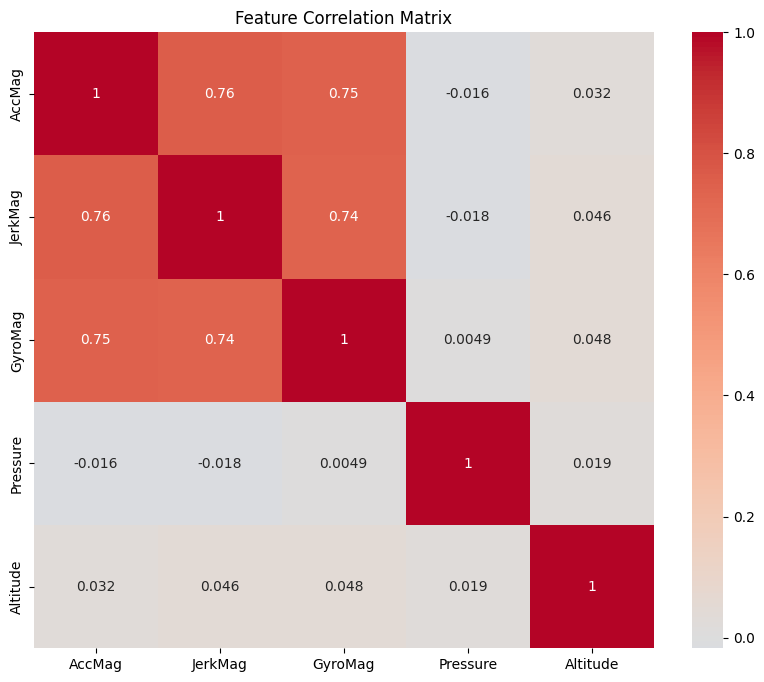 Feature Correlation Matrix
AccMag 1 0.76 0.75 -0.016 0.032
JerkMag 0.76 1 0.74 -0.018 0.046
GyroMag 0.75 0.74 1 0.0049 0.048
Pressure -0.016 -0.018 0.0049 1 0.019
Altitude 0.032 0.046 0.048 0.019 1
AccMag JerkMag GyroMag Pressure Altitude
1.0
0.8
0.6
0.4
0.2
0.0